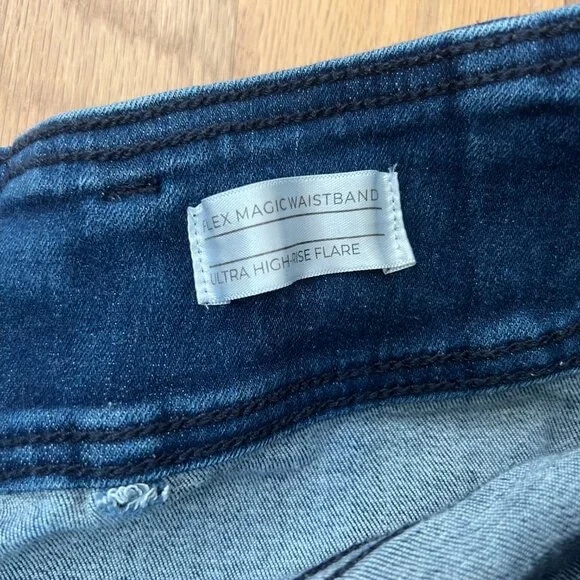 FLEX MAGICWAISTBAND
ULTRA HIGH-RISE FLARE